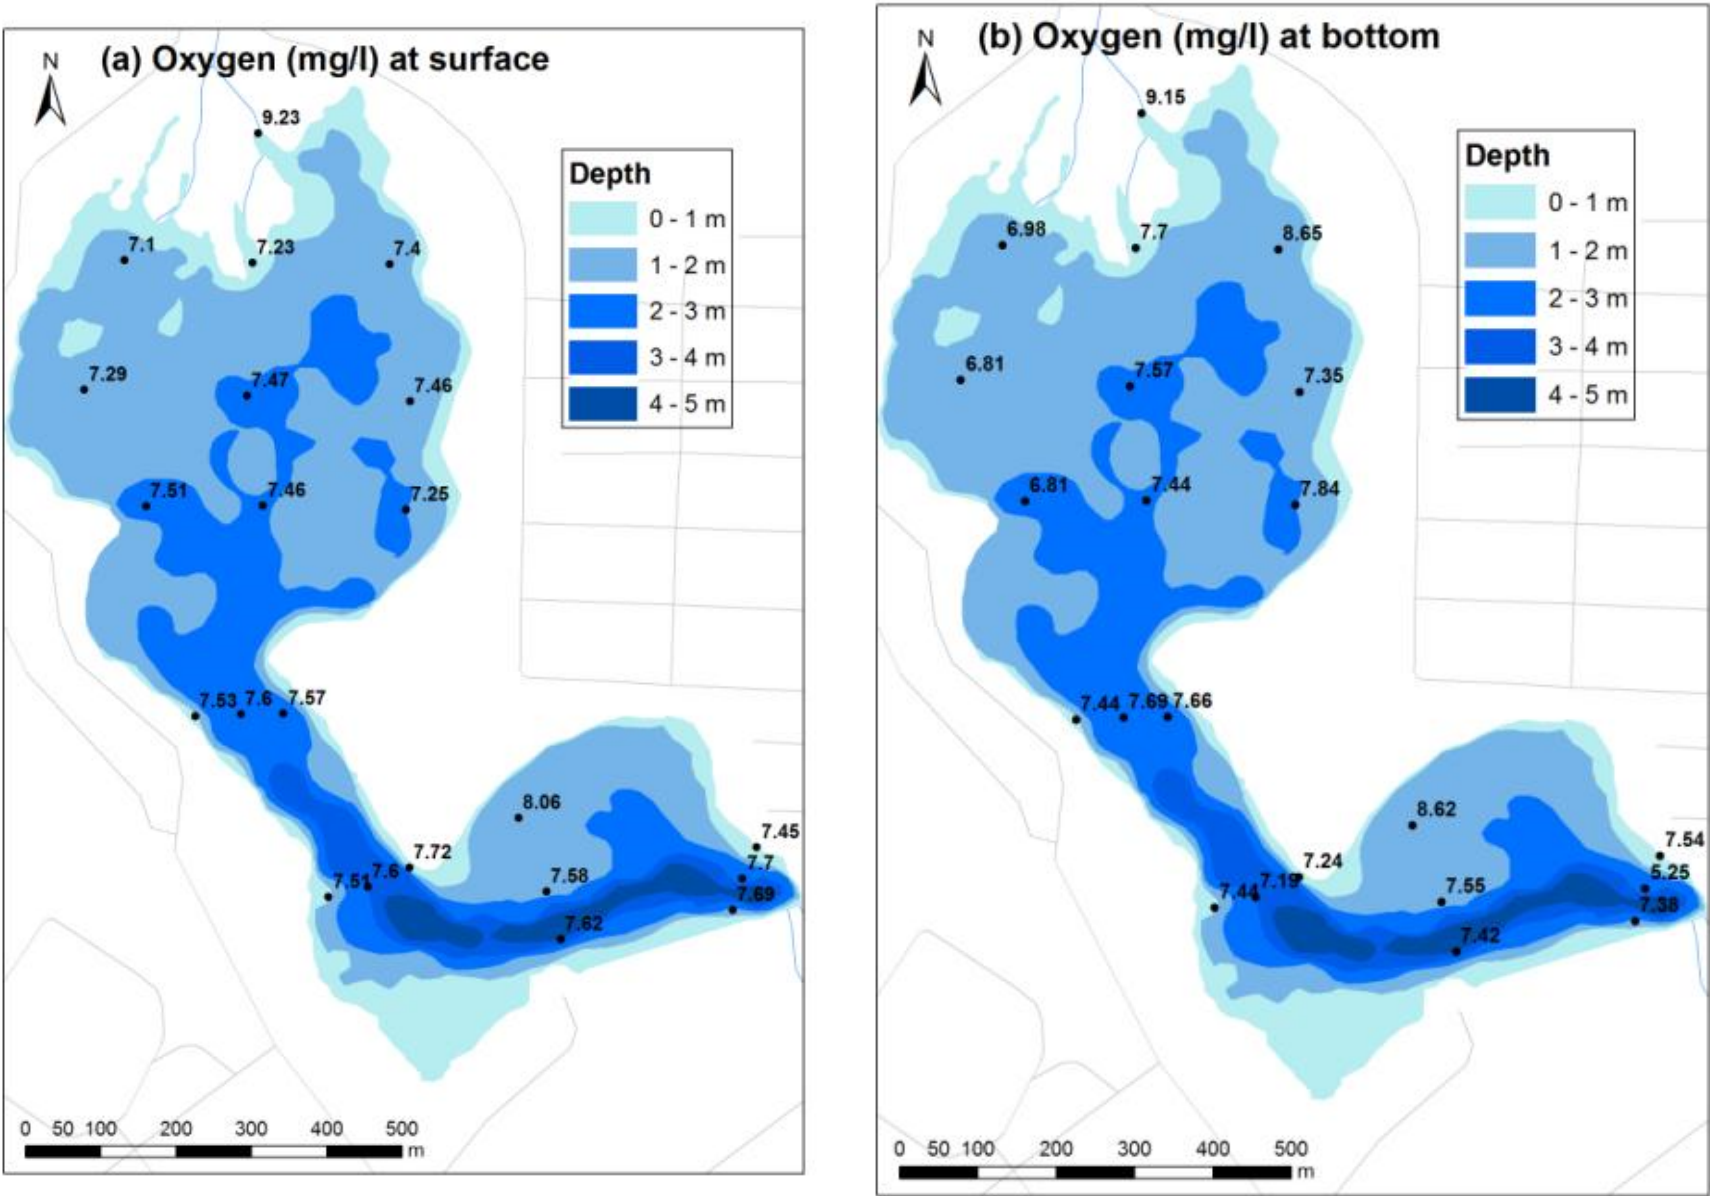 (a) Oxygen (mg/l) at surface
N
9.23
Depth
0 - 1 m
1 - 2 m
2 - 3 m
3 - 4 m
4 - 5 m
7.1
7.23
7.4
7.29
7.47
7.46
7.51
7.46
7.25
7.53 7.6 7.57
8.06
7.45
7.72
7.7
7.51 7.6
7.58
7.69
7.62
0 50 100 200 300 400 500
m
(b) Oxygen (mg/l) at bottom
N
9.15
Depth
0 - 1 m
1 - 2 m
2 - 3 m
3 - 4 m
4 - 5 m
6.98
7.7
8.65
6.81
7.57
7.35
6.81
7.44
7.84
7.44 7.69 7.66
8.62
7.54
7.24
5.25
7.44 7.19
7.55
7.38
7.42
0 50 100 200 300 400 500
m